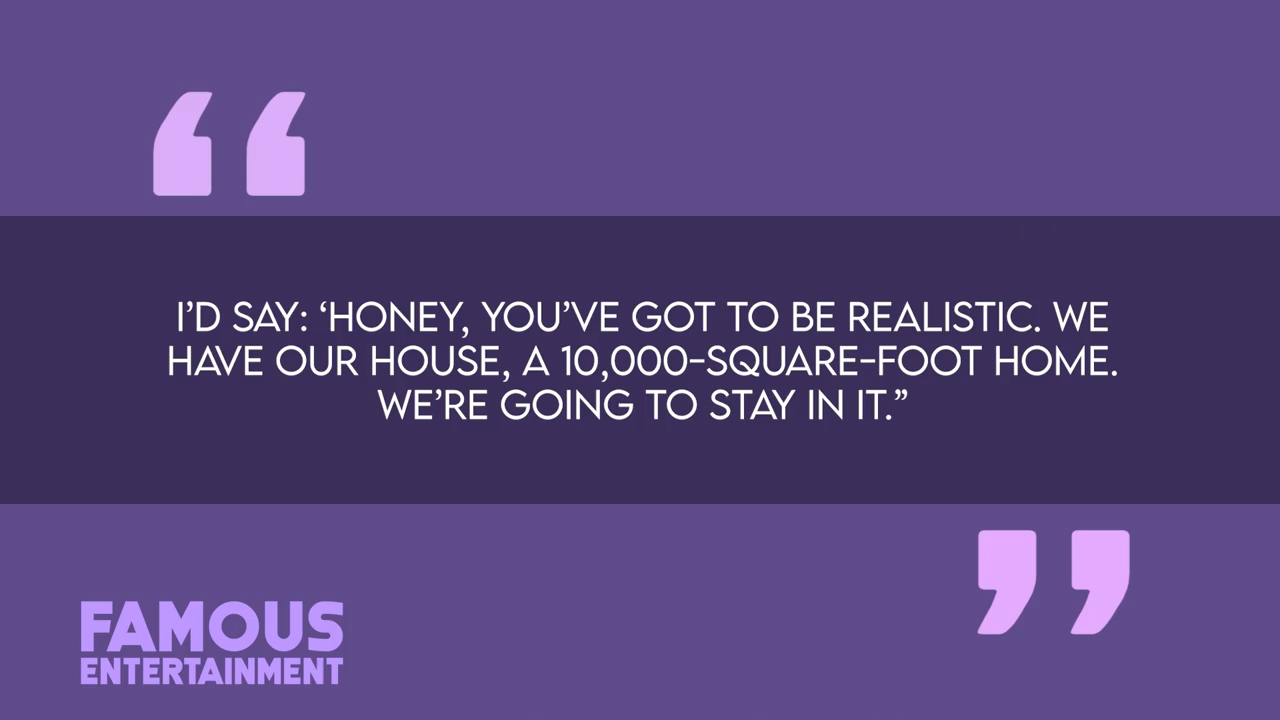 I’D SAY: ‘HONEY, YOU’VE GOT TO BE REALISTIC. WE
HAVE OUR HOUSE, A 10,000-SQUARE-FOOT HOME.
WE’RE GOING TO STAY IN IT.”
FAMOUS
ENTERTAINMENT